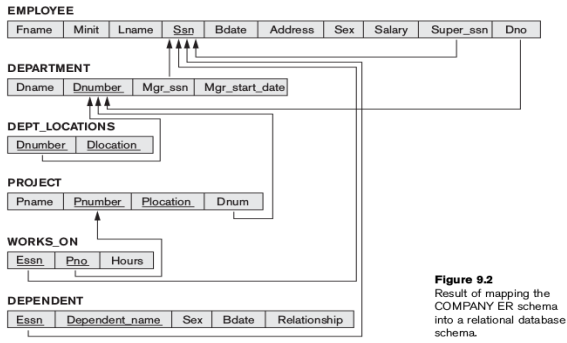 EMPLOYEE
Fname Minit Lname Ssn Bdate Address Sex Salary Super_ssn Dno
DEPARTMENT
Dname Dnumber Mgr_ssn Mgr_start_date
DEPT_LOCATIONS
Dnumber Dlocation
PROJECT
Pname Pnumber Plocation Dnum
WORKS_ON
Essn Pno Hours
DEPENDENT
Essn Dependent_name Sex Bdate Relationship
Figure 9.2
Result of mapping the
COMPANY ER schema
into a relational database
schema.